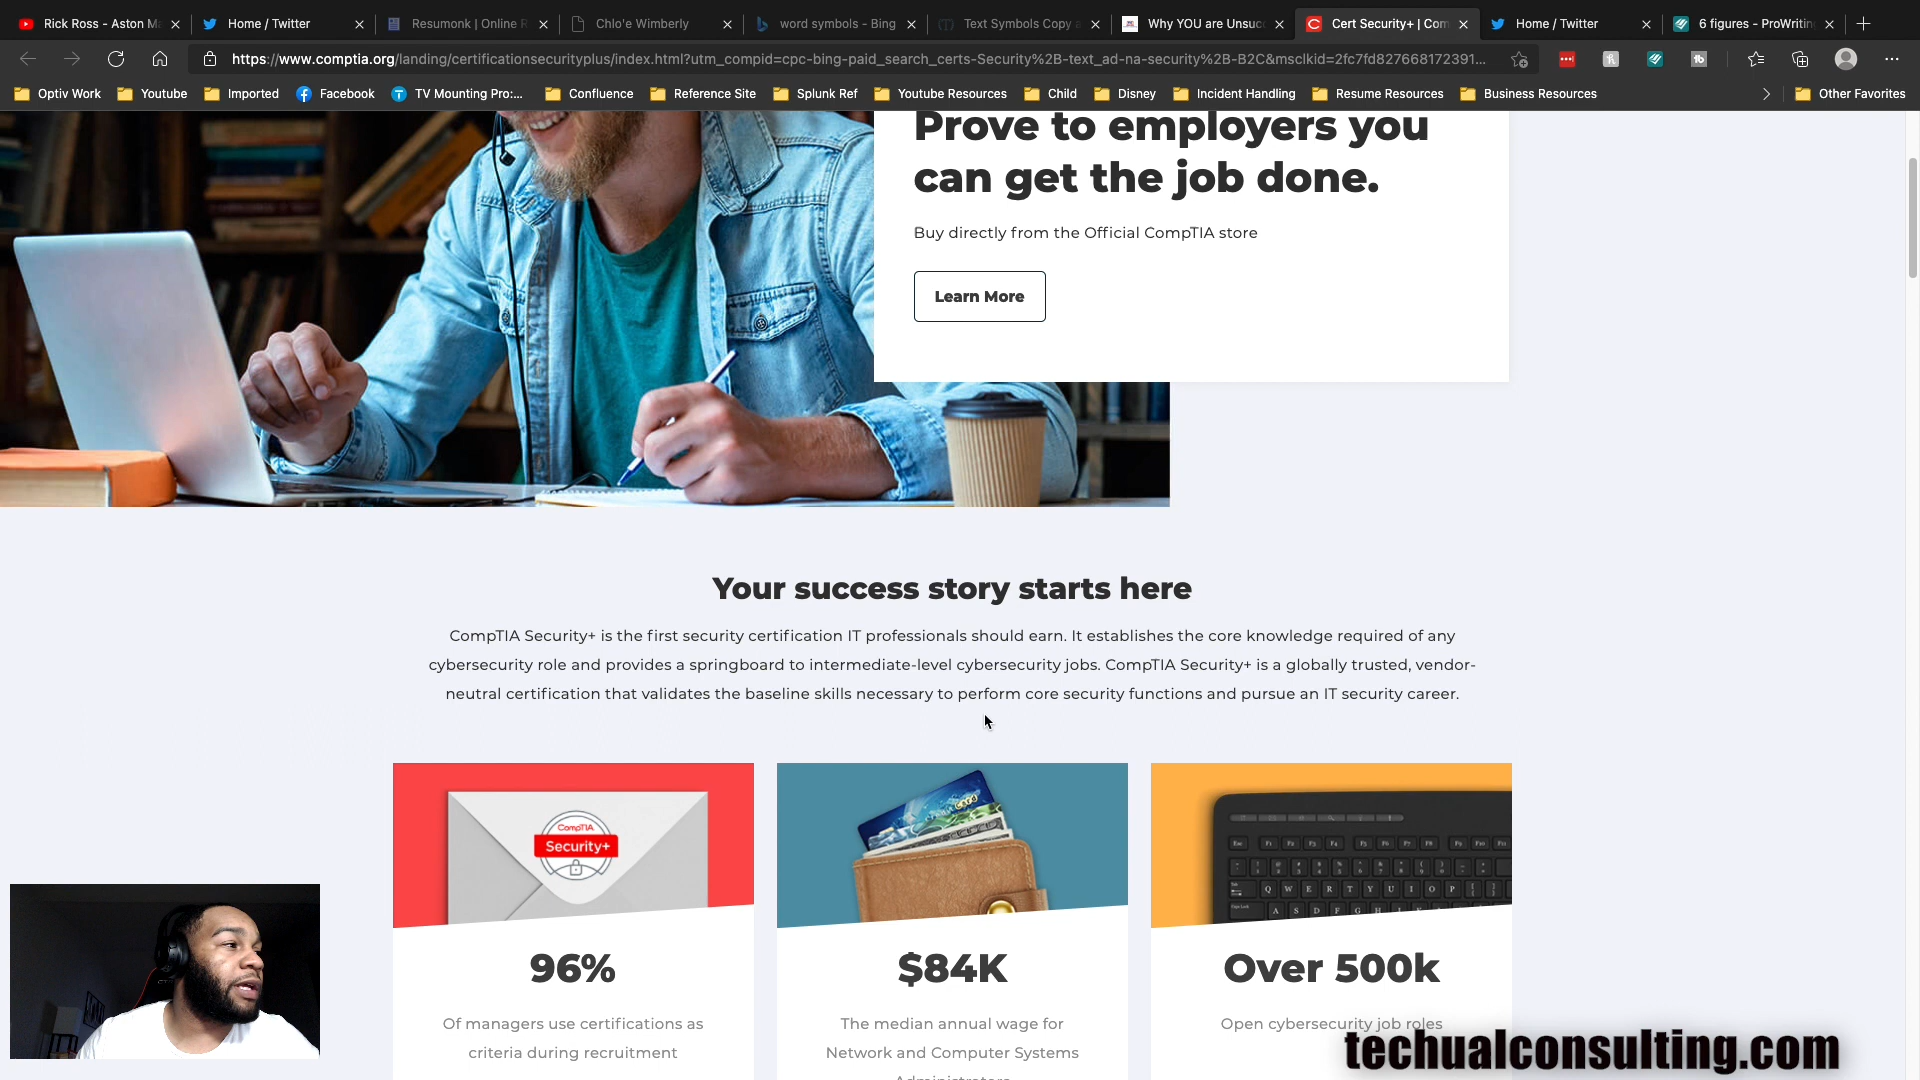 Rick Ross - Aston Ma
Home / Twitter
Resumonk | Online R
Chlo'e Wimberly
word symbols - Bing
Text Symbols Copy a
Why YOU are Unsucc
Cert Security+ | Com
Home / Twitter
6 figures - ProWriting
https://www.comptia.org/landing/certificationsecurityplus/index.html?utm_compid=cpc-bing-paid_search_certs-Security%2B-text_ad-na-security%2B-B2C&msclkid=2fc7fd827668172391...
Optiv Work
Youtube
Imported
Facebook
TV Mounting Pro:...
Confluence
Reference Site
Splunk Ref
Youtube Resources
Child
Disney
Incident Handling
Resume Resources
Business Resources
Other Favorites
Prove to employers you
can get the job done.
Buy directly from the Official CompTIA store
Learn More
Your success story starts here
CompTIA Security+ is the first security certification IT professionals should earn. It establishes the core knowledge required of any
cybersecurity role and provides a springboard to intermediate-level cybersecurity jobs. CompTIA Security+ is a globally trusted, vendor-
neutral certification that validates the baseline skills necessary to perform core security functions and pursue an IT security career.
CompTIA
Security+
96%
Of managers use certifications as
criteria during recruitment
$84K
The median annual wage for
Network and Computer Systems
Administrators
Over 500k
Open cybersecurity job roles
techualconsulting.com